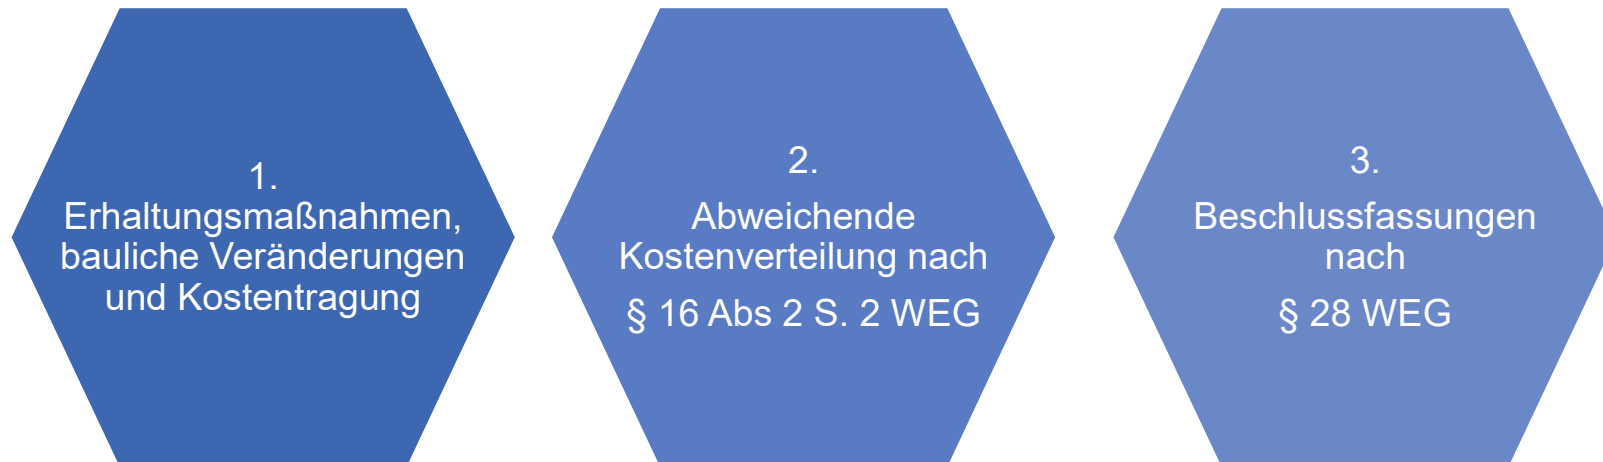 1.
Erhaltungsmaßnahmen,
bauliche Veränderungen
und Kostentragung
2.
Abweichende
Kostenverteilung nach
§ 16 Abs 2 S. 2 WEG
3.
Beschlussfassungen
nach
§ 28 WEG